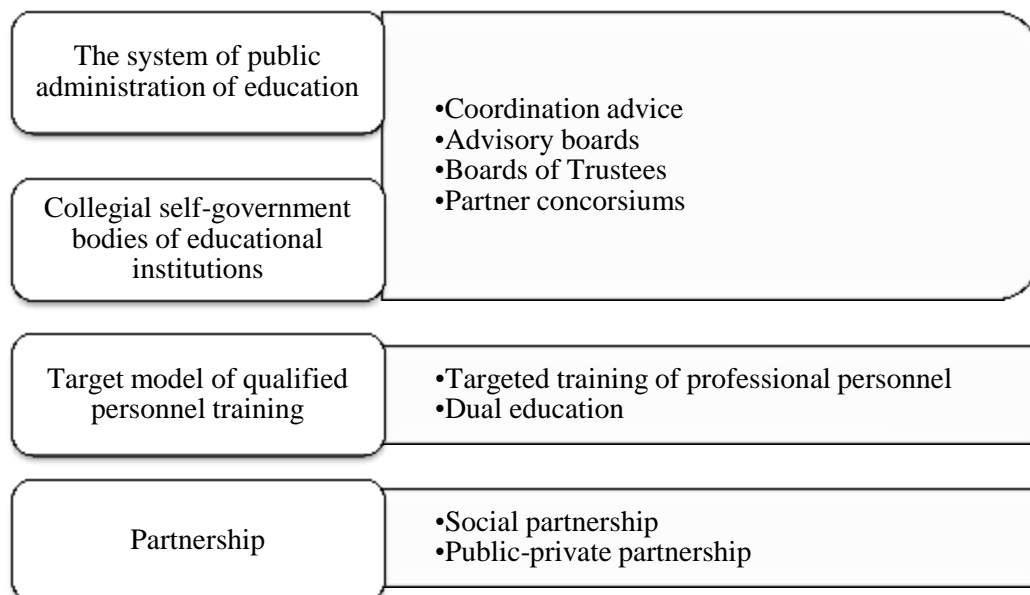 The system of public
administration of education
•Coordination advice
•Advisory boards
•Boards of Trustees
•Partner concorsiums
Collegial self-government
bodies of educational
institutions
Target model of qualified
personnel training
•Targeted training of professional personnel
•Dual education
Partnership
•Social partnership
•Public-private partnership